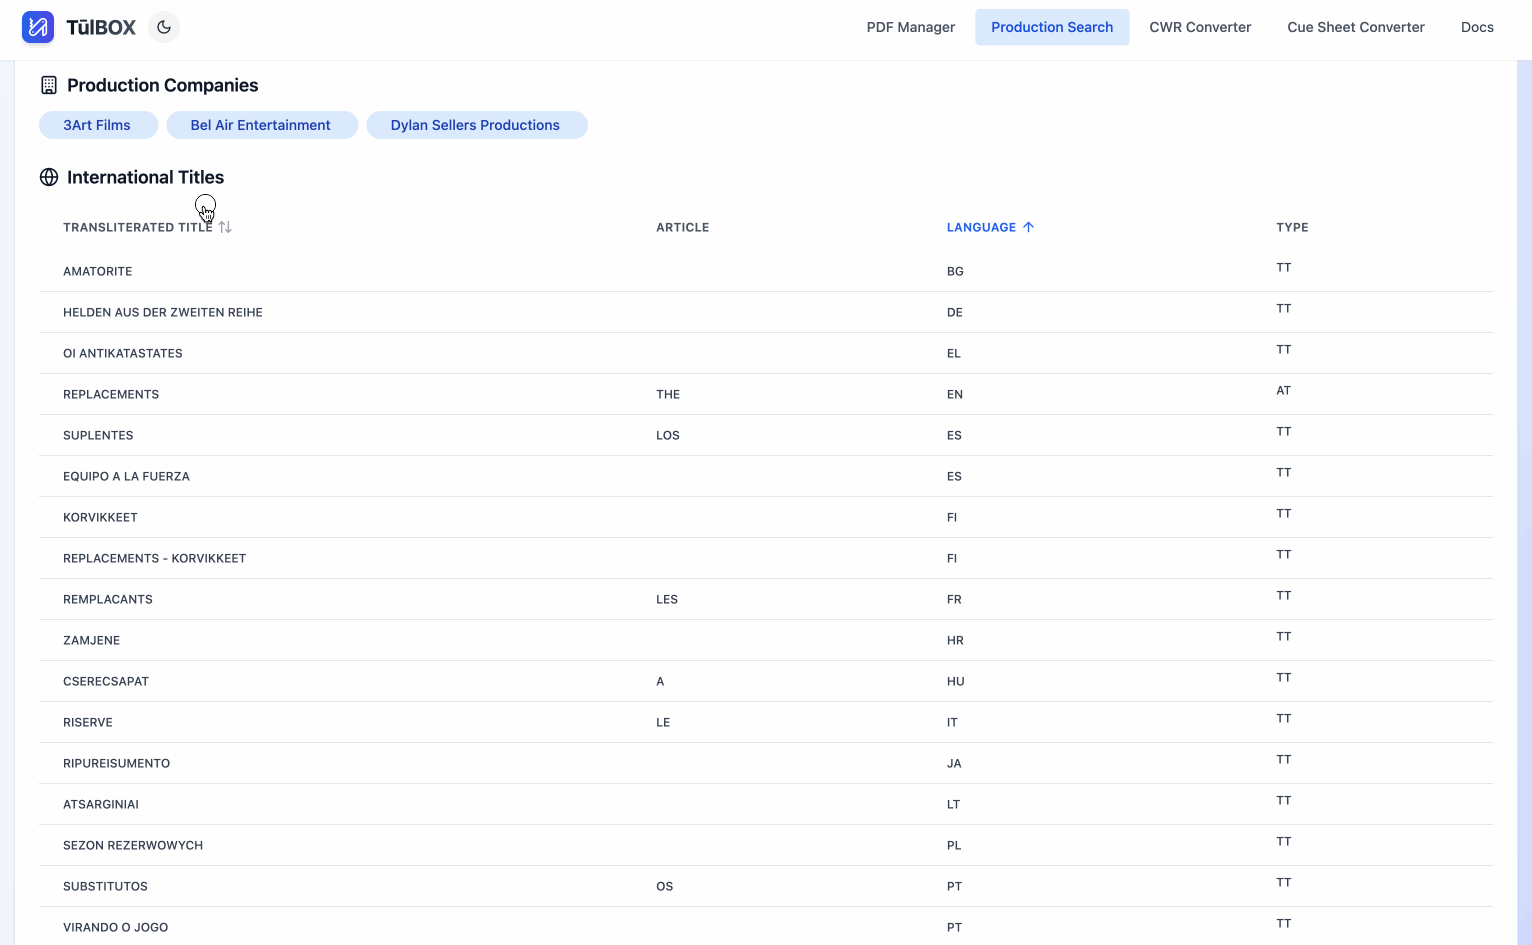 TūlBOX PDF Manager Production Search CWR Converter Cue Sheet Converter Docs
Production Companies
3Art Films Bel Air Entertainment Dylan Sellers Productions
International Titles
TRANSLITERATED TITLE ARTICLE LANGUAGE TYPE
AMATORITE BG TT
HELDEN AUS DER ZWEITEN REIHE DE TT
OI ANTIKATASTATES EL TT
REPLACEMENTS THE EN AT
SUPLENTES LOS ES TT
EQUIPO A LA FUERZA ES TT
KORVIKKEET FI TT
REPLACEMENTS - KORVIKKEET FI TT
REMPLACANTS LES FR TT
ZAMJENE HR TT
CSERECSAPAT A HU TT
RISERVE LE IT TT
RIPUREISUMENTO JA TT
ATSARGINIAI LT TT
SEZON REZERWOWYCH PL TT
SUBSTITUTOS OS PT TT
VIRANDO O JOGO PT TT